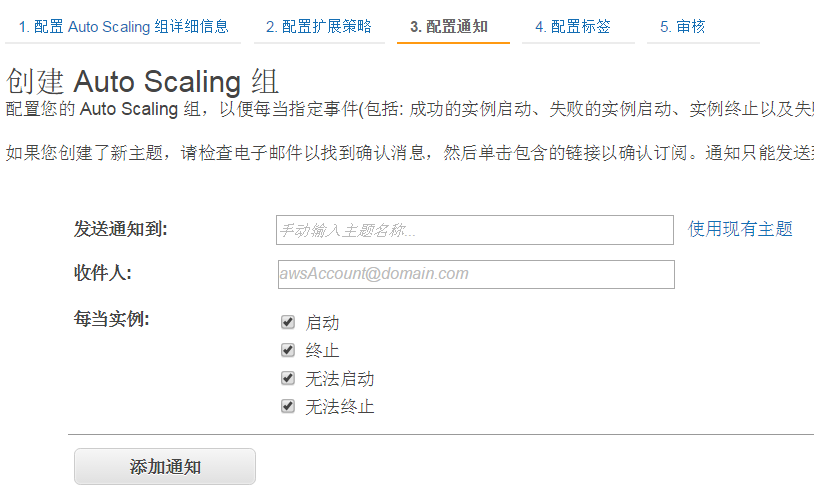 1. 配置 Auto Scaling 组详细信息 2. 配置扩展策略 3. 配置通知 4. 配置标签 5. 审核
创建 Auto Scaling 组
配置您的 Auto Scaling 组，以便每当指定事件(包括: 成功的实例启动、失败的实例启动、实例终止以及失
如果您创建了新主题，请检查电子邮件以找到确认消息，然后单击包含的链接以确认订阅。通知只能发送
发送通知到: 手动输入主题名称... 使用现有主题
收件人: awsAccount@domain.com
每当实例: 启动
终止
无法启动
无法终止
添加通知